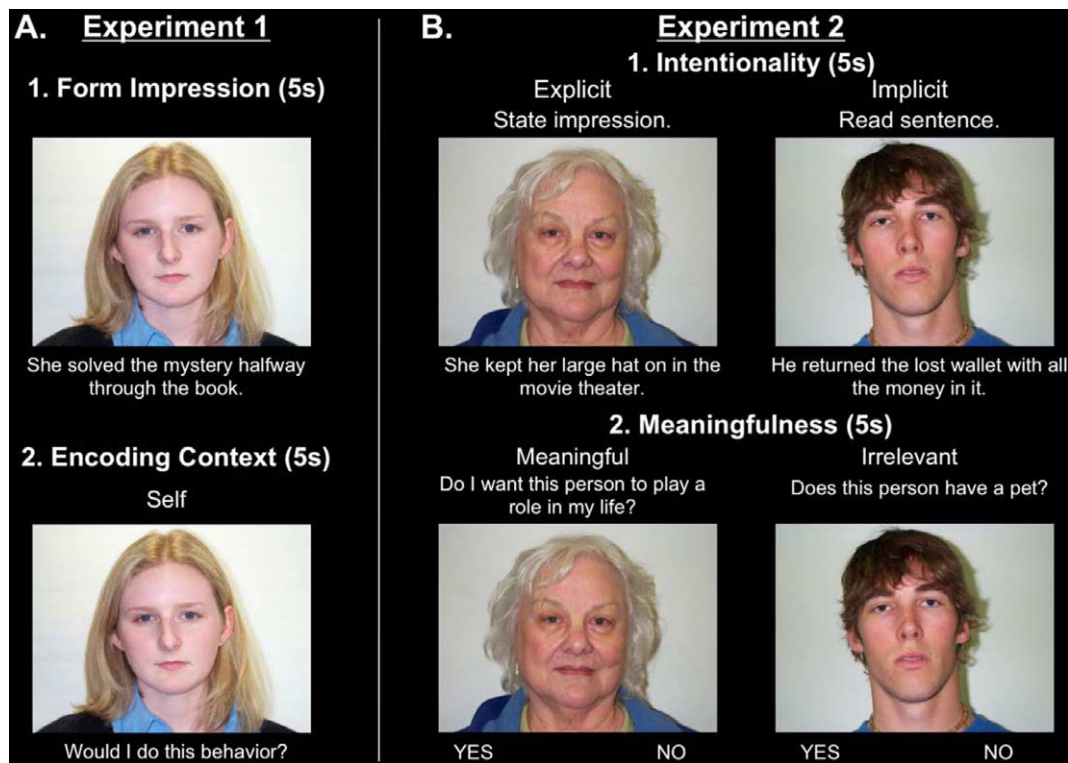 A. Experiment 1
1. Form Impression (5s)
She solved the mystery halfway
through the book.
2. Encoding Context (5s)
Self
Would I do this behavior?
B. Experiment 2
1. Intentionality (5s)
Explicit
State impression.
Implicit
Read sentence.
She kept her large hat on in the
movie theater.
He returned the lost wallet with all
the money in it.
2. Meaningfulness (5s)
Meaningful
Do I want this person to play a
role in my life?
Irrelevant
Does this person have a pet?
YES NO
YES NO